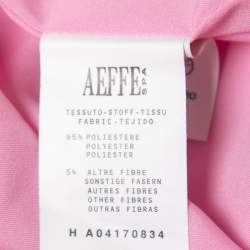 AEFFE SPA
TESSUTO-STOFF-TISSU
FABRIC-TEJIDO
95% POLIESTERE
POLYESTER
POLIESTER
5% ALTRE FIBRE
SONSTIGE FASERN
AUTRES FIBRES
OTHER FIBRES
OUTRAS FIBRAS
H A04170834